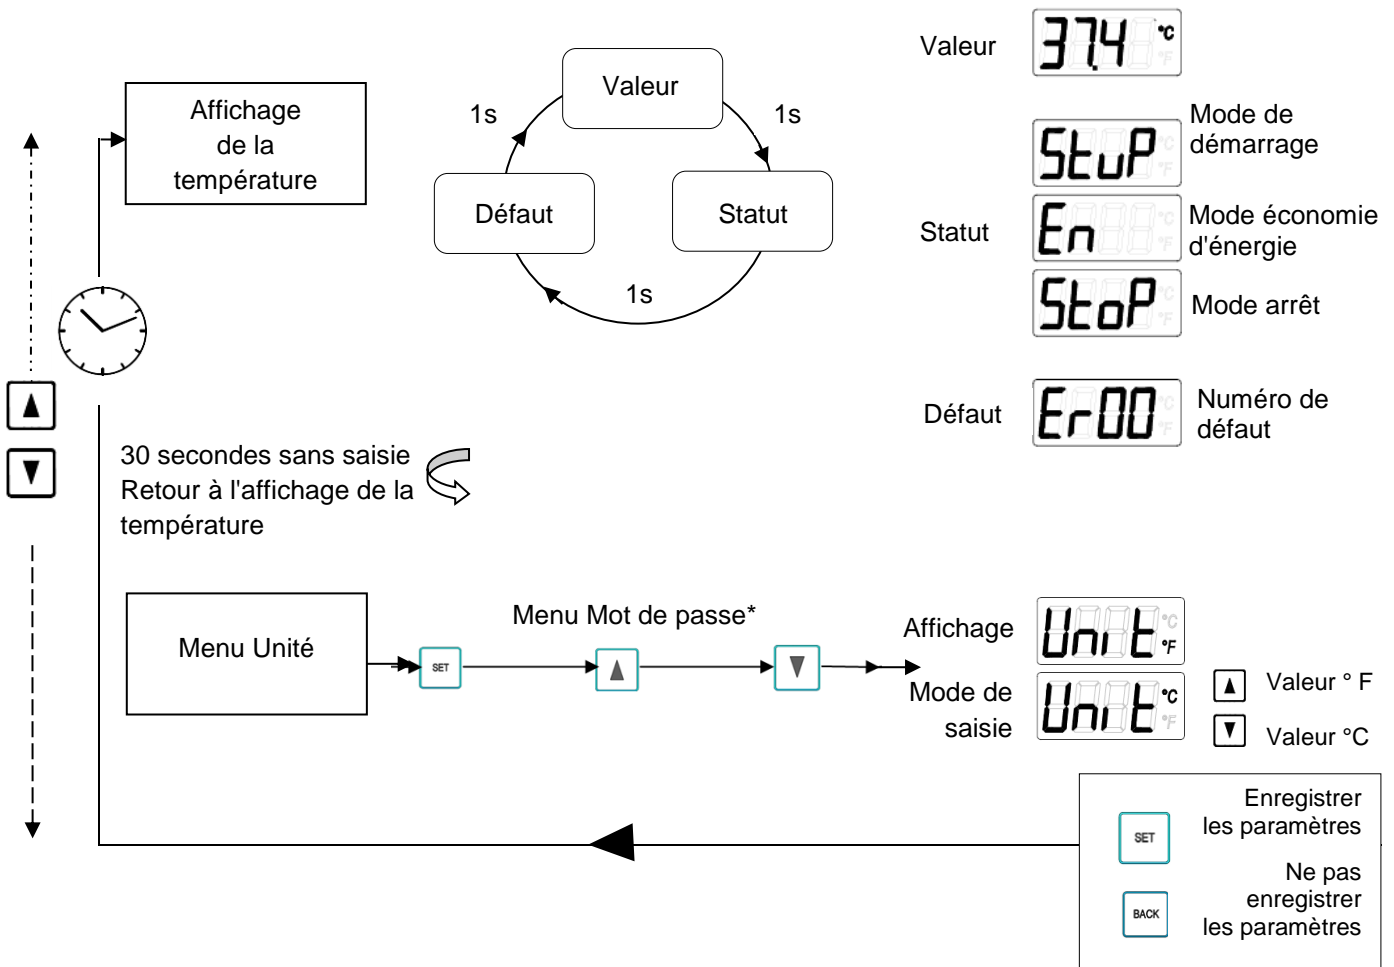 Valeur
37.4 °C °F
Affichage
de la
température
Valeur
1s
1s
Défaut
Statut
1s
StuP °C °F
Mode de
démarrage
Statut
En °C °F
Mode économie
d'énergie
StoP °C °F
Mode arrêt
Défaut
Er00 °C °F
Numéro de
défaut
30 secondes sans saisie
Retour à l'affichage de la
température
Menu Unité
SET
Menu Mot de passe*
Affichage
Unit °C °F
Mode de
saisie
Unit °C °F
Valeur ° F
Valeur °C
SET
Enregistrer
les paramètres
BACK
Ne pas
enregistrer
les paramètres